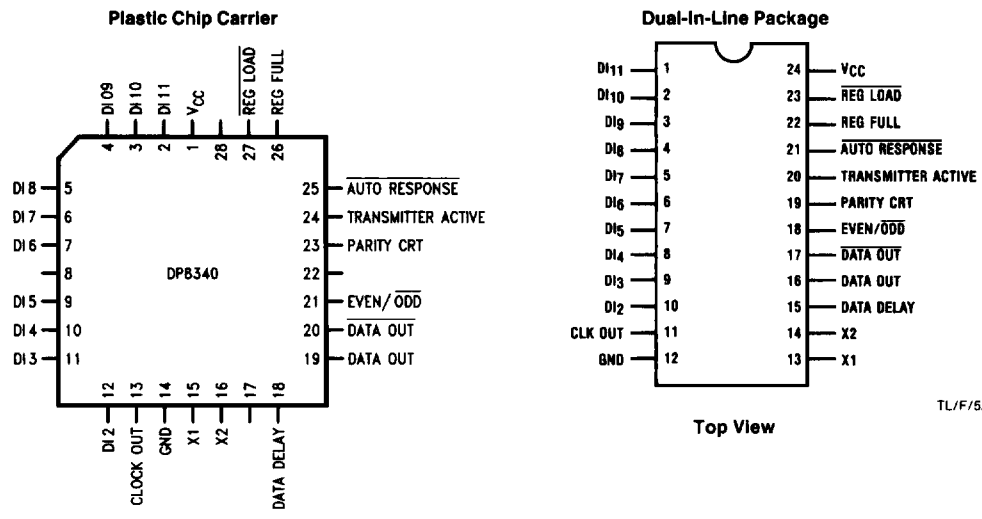 Plastic Chip Carrier
DI09
DI10
DI11
VCC
REG LOAD
REG FULL
4 3 2 1 28 27 26
DI8 5
DI7 6
DI6 7
8
DI5 9
DI4 10
DI3 11
DP8340
25 AUTO RESPONSE
24 TRANSMITTER ACTIVE
23 PARITY CRT
22
21 EVEN/ODD
20 DATA OUT
19 DATA OUT
12 13 14 15 16 17 18
DI2
CLOCK OUT
GND
X1
X2
DATA DELAY
Dual-In-Line Package
DI11 1
DI10 2
DI9 3
DI8 4
DI7 5
DI6 6
DI5 7
DI4 8
DI3 9
DI2 10
CLK OUT 11
GND 12
24 VCC
23 REG LOAD
22 REG FULL
21 AUTO RESPONSE
20 TRANSMITTER ACTIVE
19 PARITY CRT
18 EVEN/ODD
17 DATA OUT
16 DATA OUT
15 DATA DELAY
14 X2
13 X1
TL/F/5
Top View